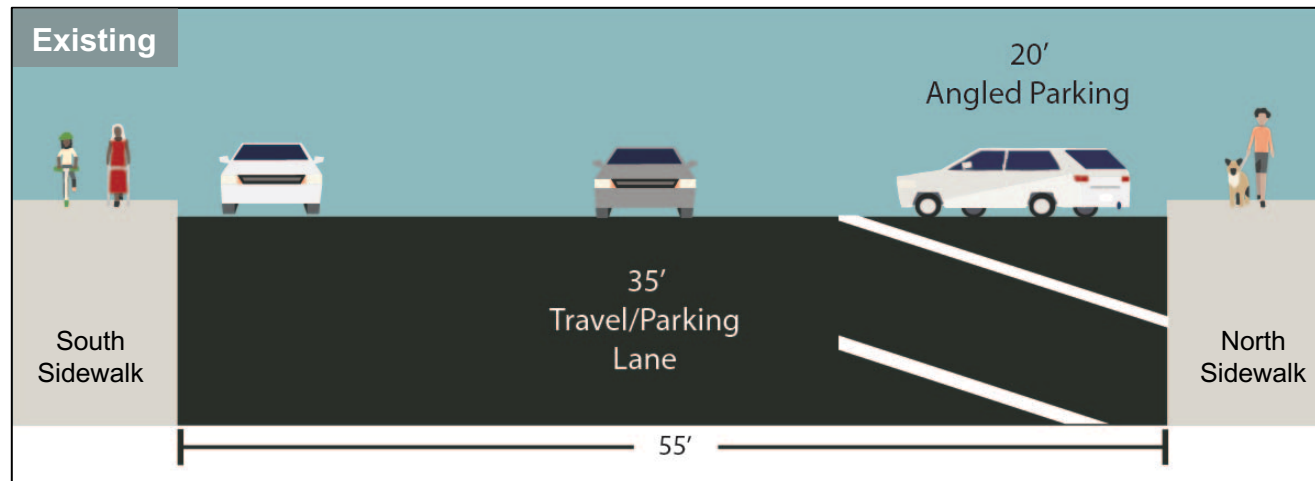 Existing
20′
Angled Parking
35′
Travel/Parking
Lane
South
Sidewalk
North
Sidewalk
55′